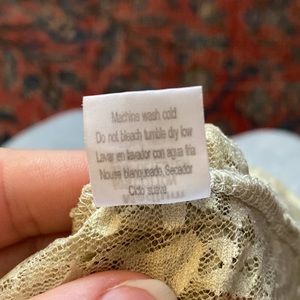 Machine wash cold
Do not bleach tumble dry low
Lavar en lavador con agua fria
No use blanqueade, Secador
Ciclo suave